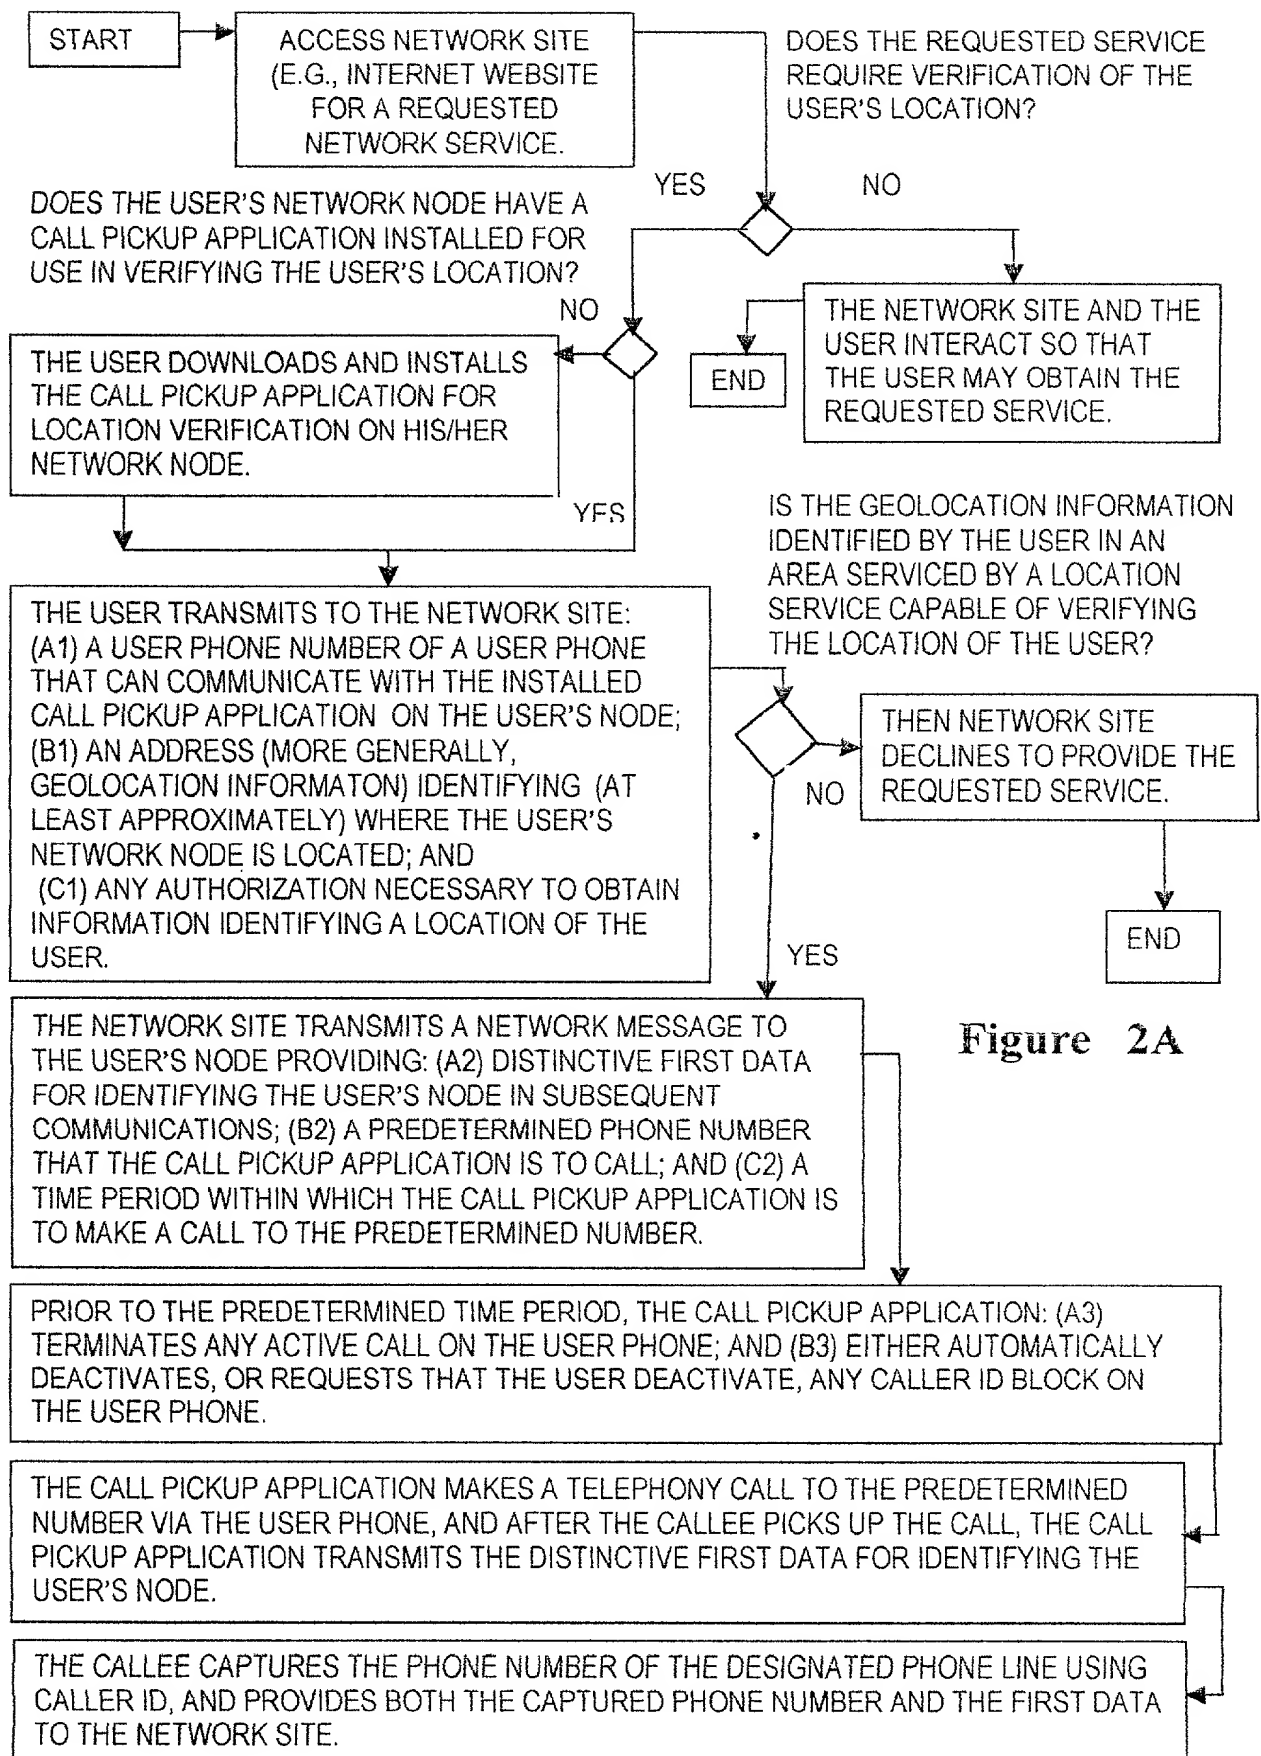 START
ACCESS NETWORK SITE
(E.G., INTERNET WEBSITE
FOR A REQUESTED
NETWORK SERVICE.
DOES THE REQUESTED SERVICE
REQUIRE VERIFICATION OF THE
USER'S LOCATION?
YES
NO
DOES THE USER'S NETWORK NODE HAVE A
CALL PICKUP APPLICATION INSTALLED FOR
USE IN VERIFYING THE USER'S LOCATION?
NO
THE NETWORK SITE AND THE
USER INTERACT SO THAT
THE USER MAY OBTAIN THE
REQUESTED SERVICE.
END
THE USER DOWNLOADS AND INSTALLS
THE CALL PICKUP APPLICATION FOR
LOCATION VERIFICATION ON HIS/HER
NETWORK NODE.
YES
IS THE GEOLOCATION INFORMATION
IDENTIFIED BY THE USER IN AN
AREA SERVICED BY A LOCATION
SERVICE CAPABLE OF VERIFYING
THE LOCATION OF THE USER?
THE USER TRANSMITS TO THE NETWORK SITE:
(A1) A USER PHONE NUMBER OF A USER PHONE
THAT CAN COMMUNICATE WITH THE INSTALLED
CALL PICKUP APPLICATION ON THE USER'S NODE;
(B1) AN ADDRESS (MORE GENERALLY,
GEOLOCATION INFORMATON) IDENTIFYING (AT
LEAST APPROXIMATELY) WHERE THE USER'S
NETWORK NODE IS LOCATED; AND
(C1) ANY AUTHORIZATION NECESSARY TO OBTAIN
INFORMATION IDENTIFYING A LOCATION OF THE
USER.
THEN NETWORK SITE
DECLINES TO PROVIDE THE
REQUESTED SERVICE.
NO
END
YES
Figure 2A
THE NETWORK SITE TRANSMITS A NETWORK MESSAGE TO
THE USER'S NODE PROVIDING: (A2) DISTINCTIVE FIRST DATA
FOR IDENTIFYING THE USER'S NODE IN SUBSEQUENT
COMMUNICATIONS; (B2) A PREDETERMINED PHONE NUMBER
THAT THE CALL PICKUP APPLICATION IS TO CALL; AND (C2) A
TIME PERIOD WITHIN WHICH THE CALL PICKUP APPLICATION IS
TO MAKE A CALL TO THE PREDETERMINED NUMBER.
PRIOR TO THE PREDETERMINED TIME PERIOD, THE CALL PICKUP APPLICATION: (A3)
TERMINATES ANY ACTIVE CALL ON THE USER PHONE; AND (B3) EITHER AUTOMATICALLY
DEACTIVATES, OR REQUESTS THAT THE USER DEACTIVATE, ANY CALLER ID BLOCK ON
THE USER PHONE.
THE CALL PICKUP APPLICATION MAKES A TELEPHONY CALL TO THE PREDETERMINED
NUMBER VIA THE USER PHONE, AND AFTER THE CALLEE PICKS UP THE CALL, THE CALL
PICKUP APPLICATION TRANSMITS THE DISTINCTIVE FIRST DATA FOR IDENTIFYING THE
USER'S NODE.
THE CALLEE CAPTURES THE PHONE NUMBER OF THE DESIGNATED PHONE LINE USING
CALLER ID, AND PROVIDES BOTH THE CAPTURED PHONE NUMBER AND THE FIRST DATA
TO THE NETWORK SITE.